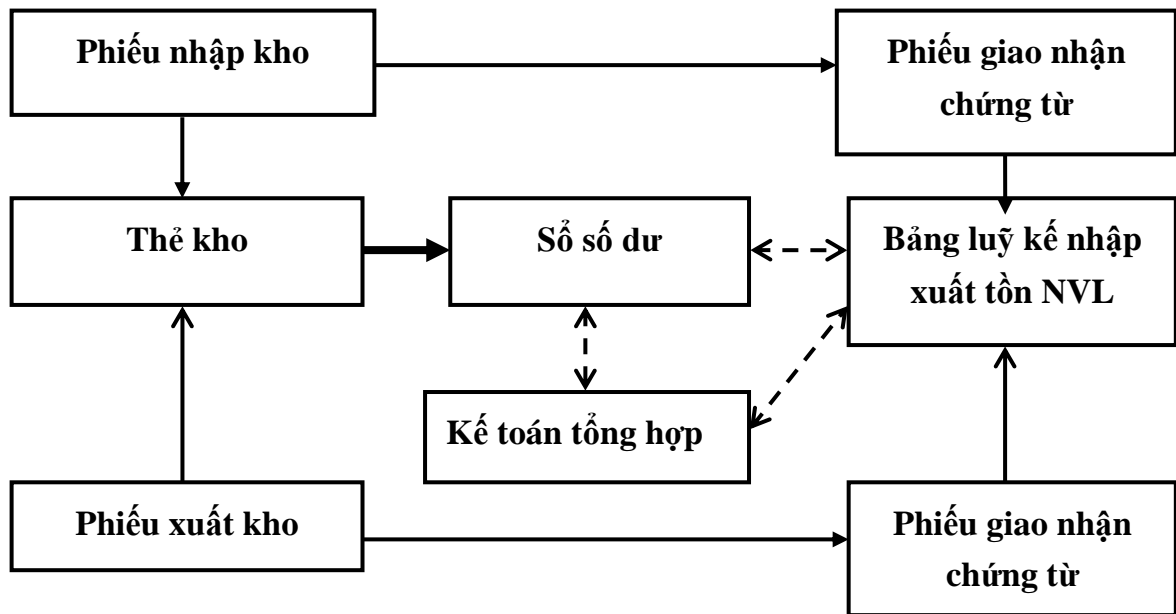 Phiếu nhập kho
Phiếu giao nhận
chứng từ
Thẻ kho
Sổ số dư
Bảng luỹ kế nhập
xuất tồn NVL
Kế toán tổng hợp
Phiếu xuất kho
Phiếu giao nhận
chứng từ